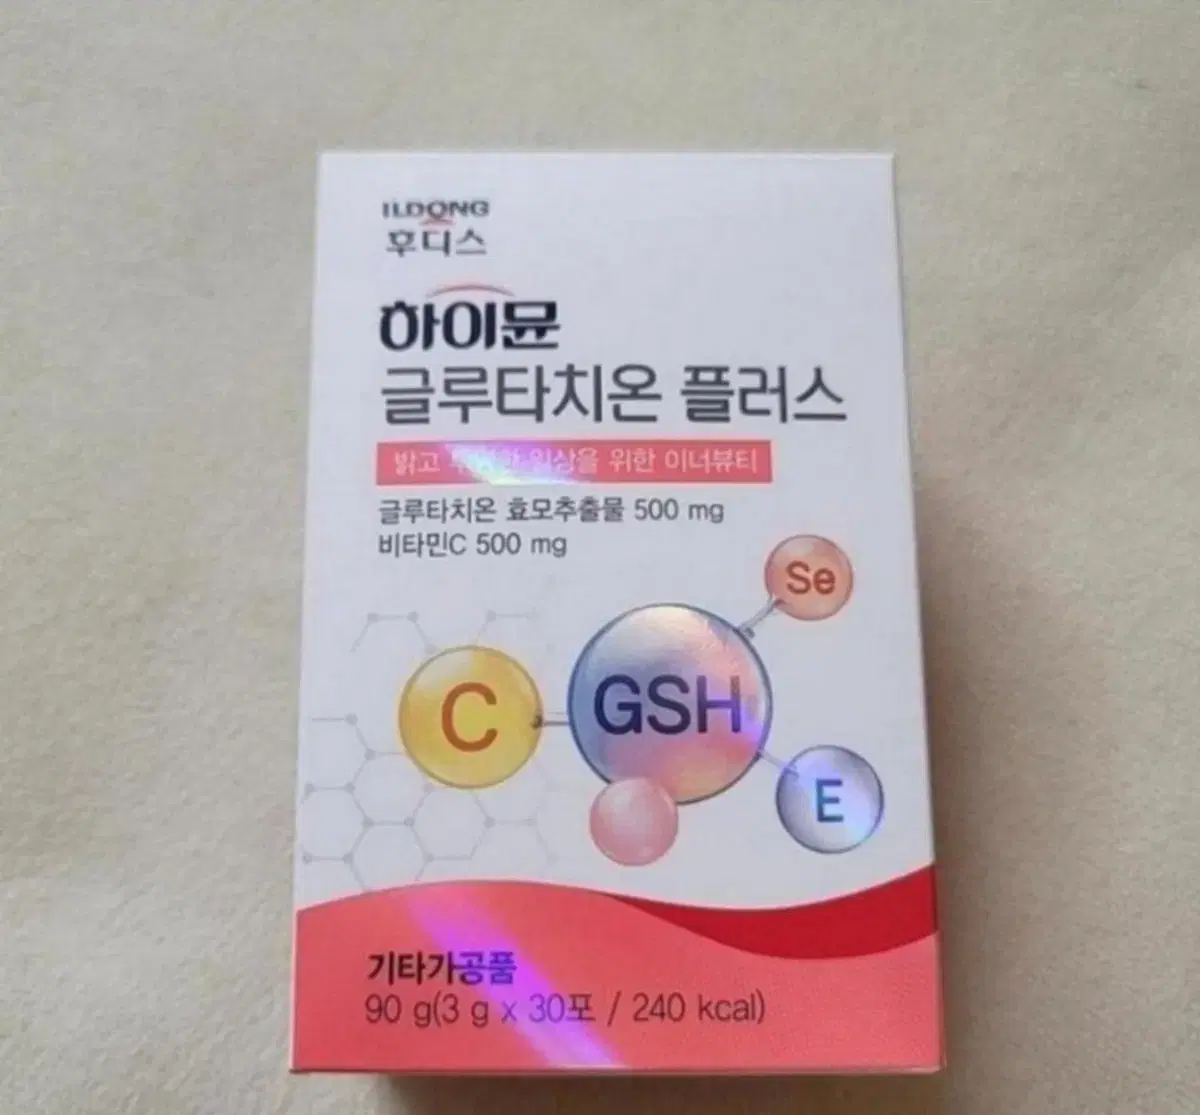 ILDONG
후디스
하이뮨
글루타치온 플러스
밝고 투명한 일상을 위한 이너뷰티
글루타치온 효모추출물 500 mg
비타민C 500 mg
Se
C
GSH
E
기타가공품
90 g(3 g x 30포 / 240 kcal)